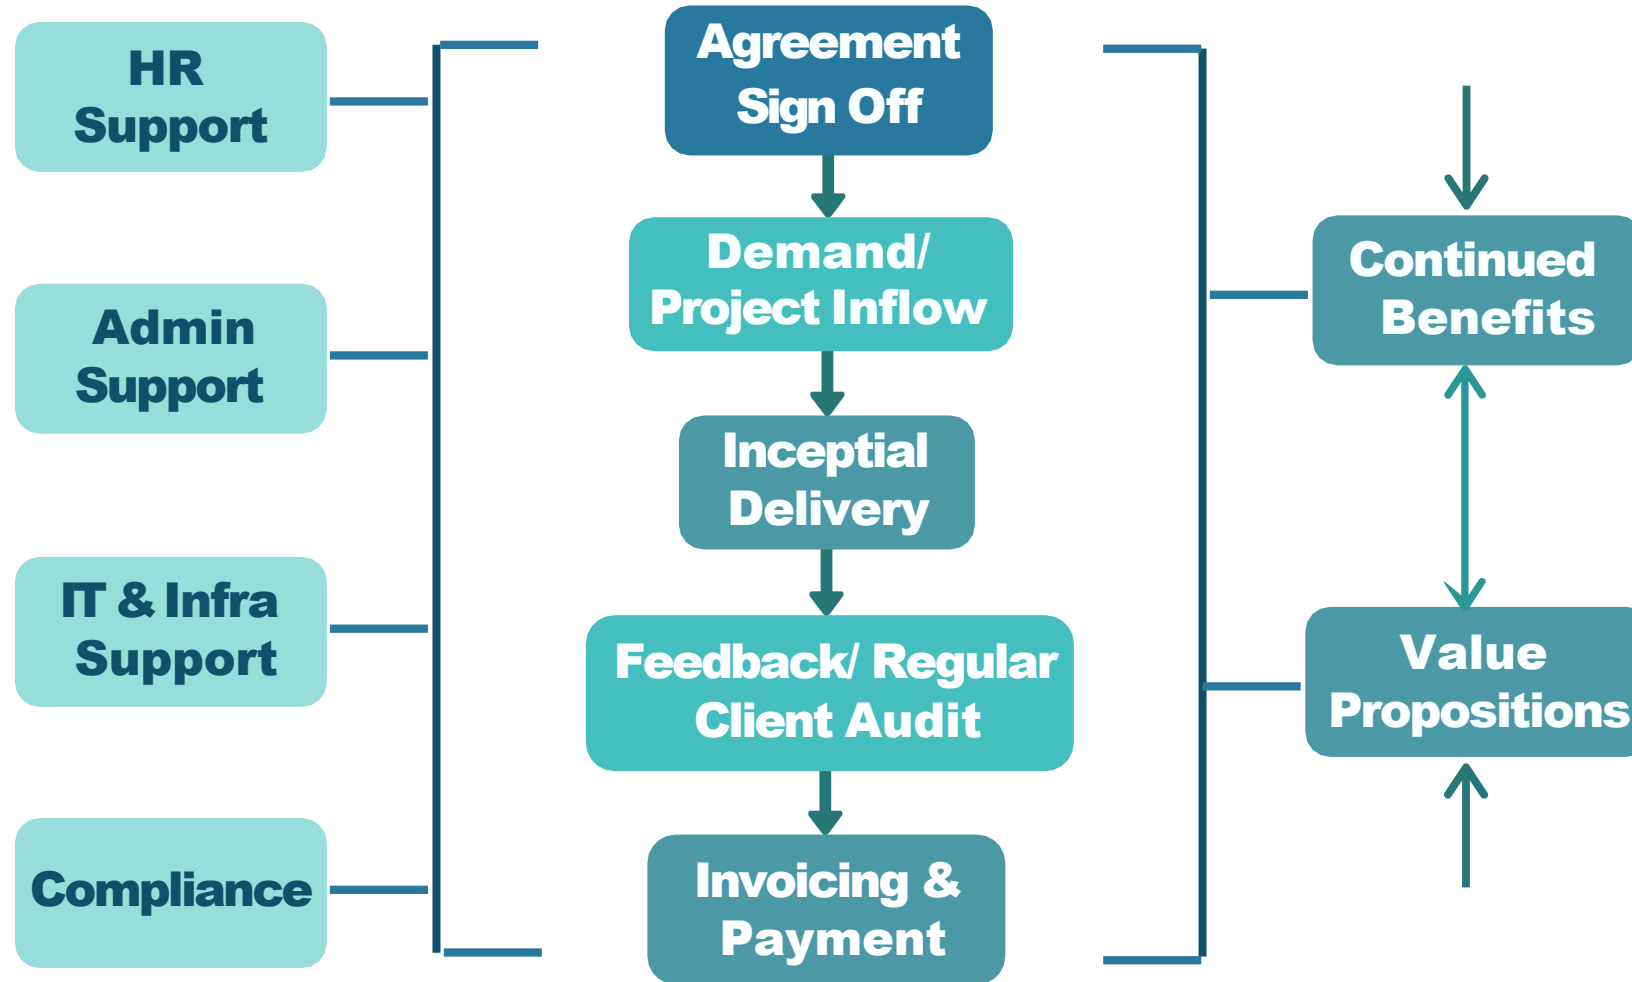 HR
Support
Admin
Support
IT & Infra
Support
Compliance
Agreement
Sign Off
Demand/
Project Inflow
Inceptial
Delivery
Feedback/ Regular
Client Audit
Invoicing &
Payment
Continued
Benefits
Value
Propositions